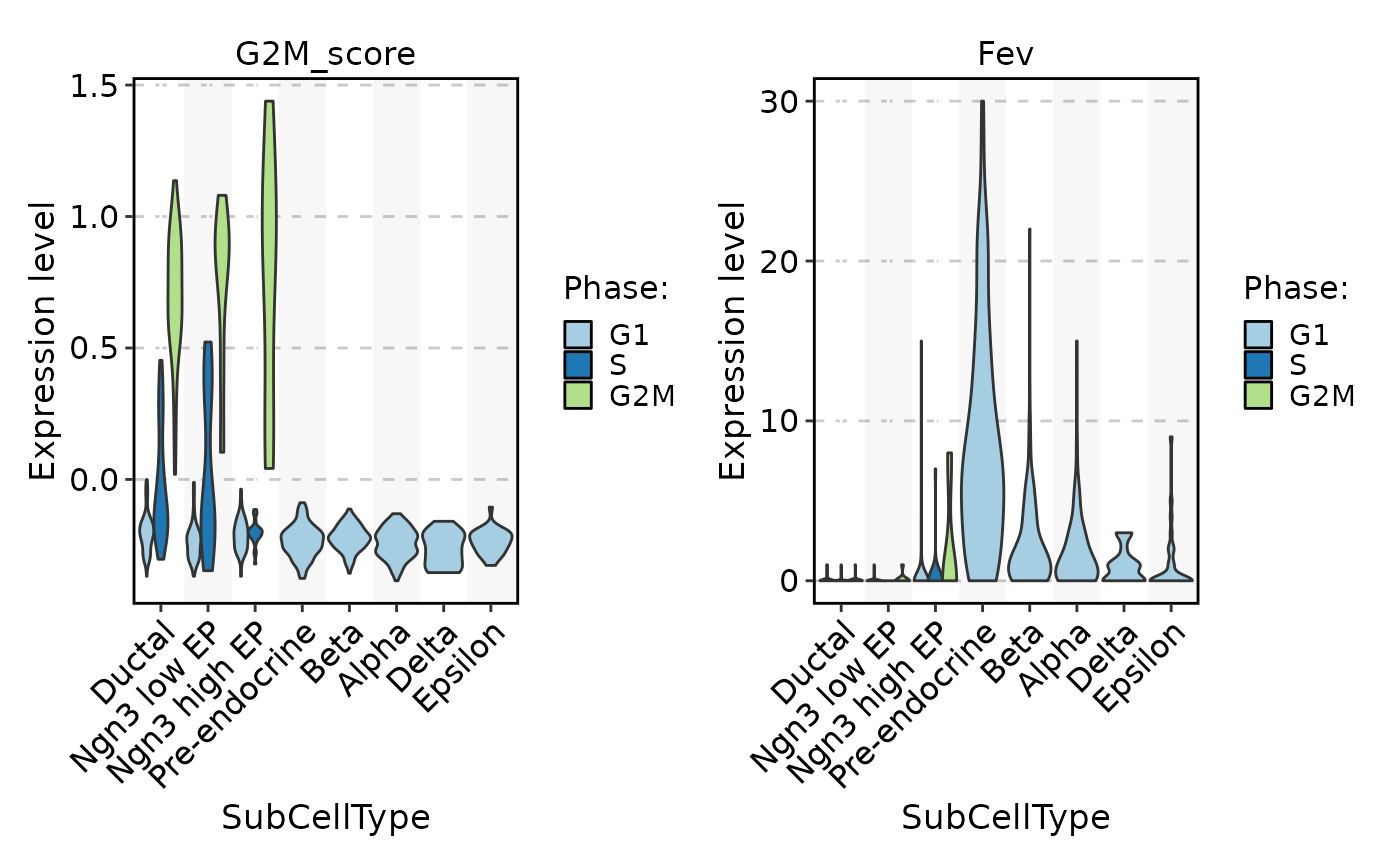 G2M_score
Expression level
1.5
1.0
0.5
0.0
Ductal
Ngn3 low EP
Ngn3 high EP
Pre-endocrine
Beta
Alpha
Delta
Epsilon
SubCellType
Phase:
G1
S
G2M
Fev
Expression level
30
20
10
0
Ductal
Ngn3 low EP
Ngn3 high EP
Pre-endocrine
Beta
Alpha
Delta
Epsilon
SubCellType
Phase:
G1
S
G2M